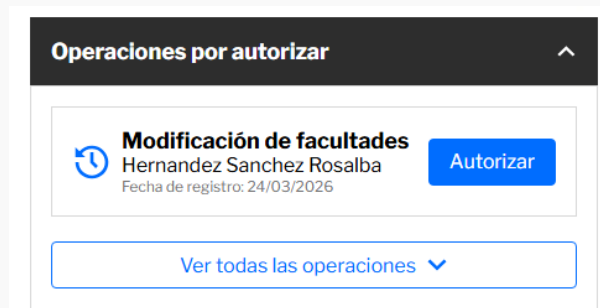 Operaciones por autorizar
Modificación de facultades
Hernandez Sanchez Rosalba
Fecha de registro: 24/03/2026
Autorizar
Ver todas las operaciones